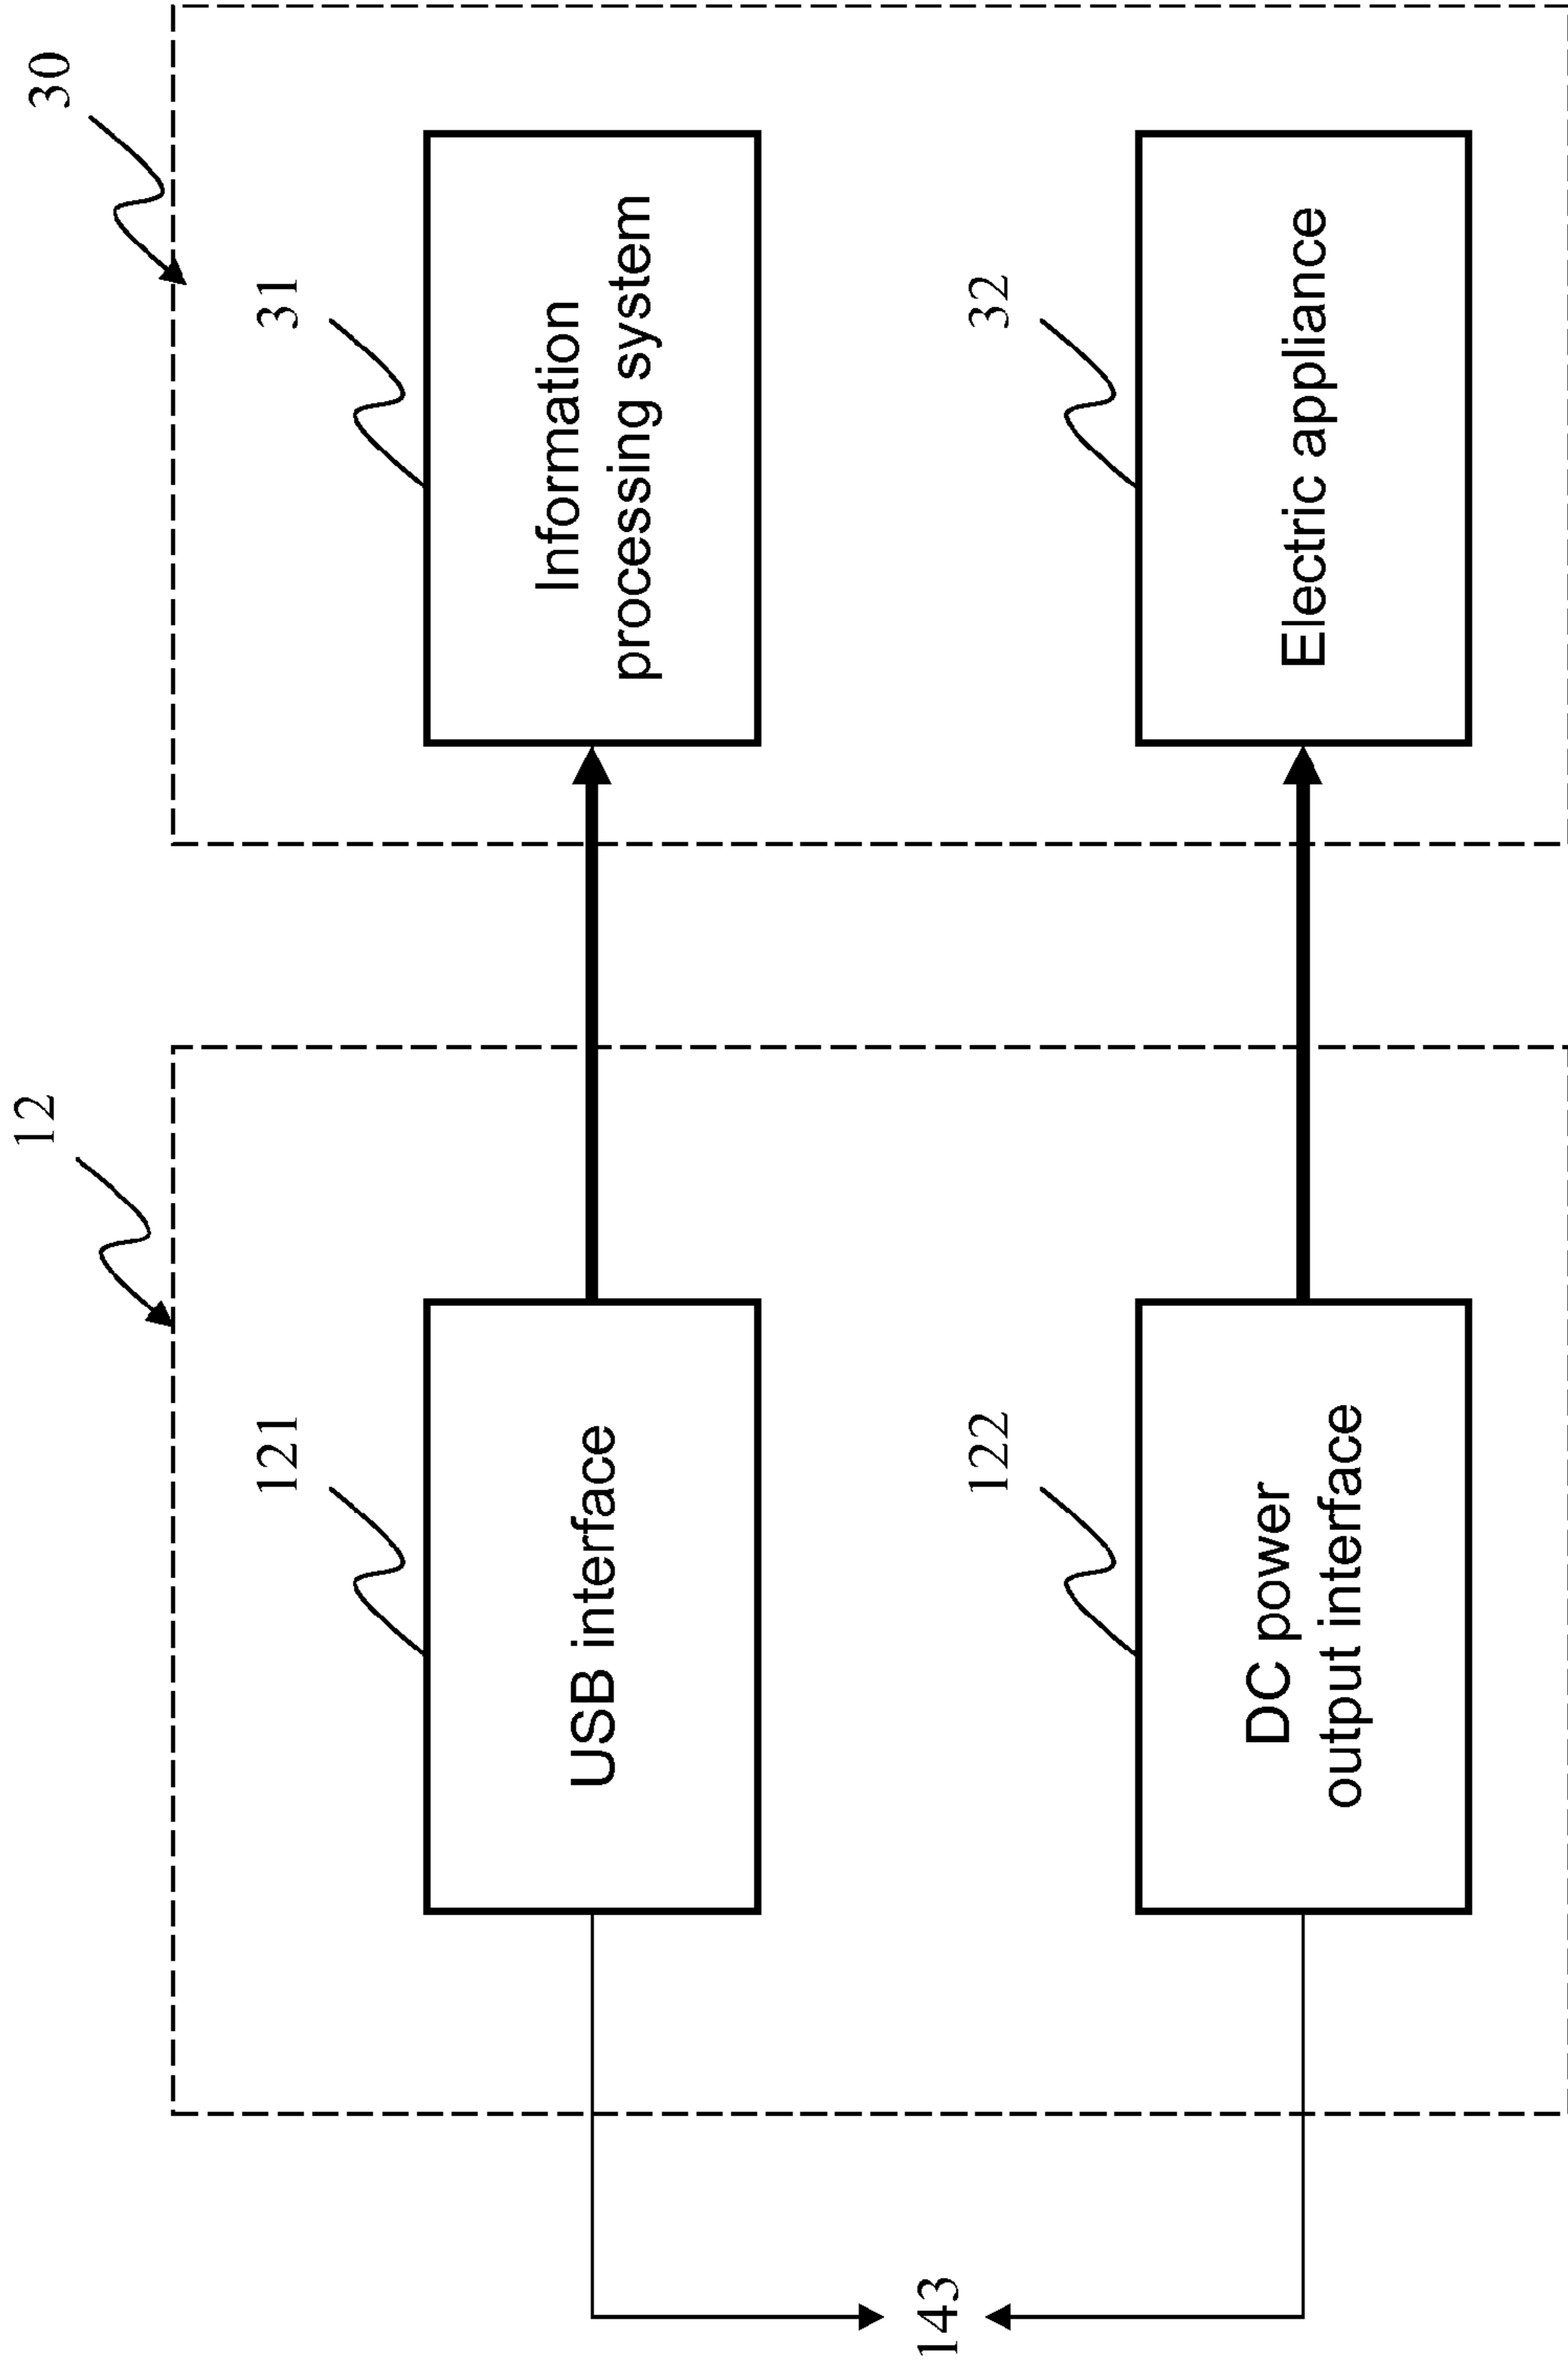 12
30
121
USB interface
31
Information
processing system
143
122
DC power
output interface
32
Electric appliance